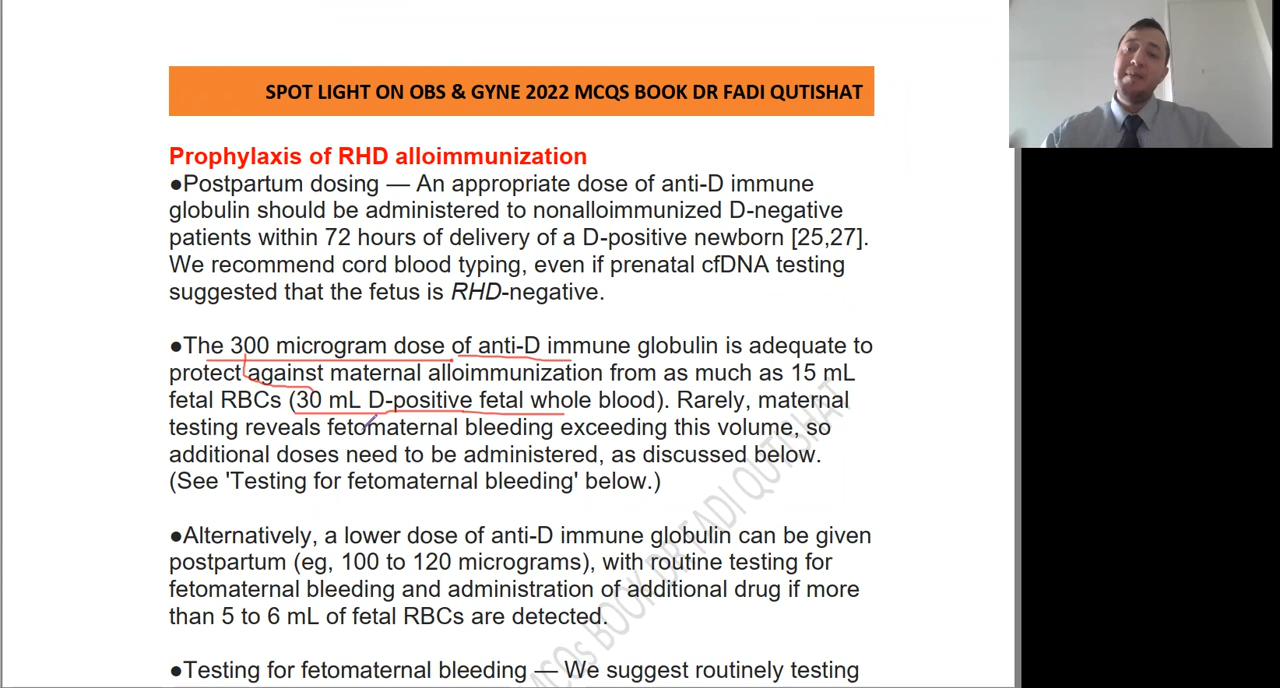 SPOT LIGHT ON OBS & GYNE 2022 MCQS BOOK DR FADI QUTISHAT
Prophylaxis of RHD alloimmunization
●Postpartum dosing — An appropriate dose of anti-D immune
globulin should be administered to nonalloimmunized D-negative
patients within 72 hours of delivery of a D-positive newborn [25,27].
We recommend cord blood typing, even if prenatal cfDNA testing
suggested that the fetus is RHD-negative.
●The 300 microgram dose of anti-D immune globulin is adequate to
protect against maternal alloimmunization from as much as 15 mL
fetal RBCs (30 mL D-positive fetal whole blood). Rarely, maternal
testing reveals fetomaternal bleeding exceeding this volume, so
additional doses need to be administered, as discussed below.
(See 'Testing for fetomaternal bleeding' below.)
●Alternatively, a lower dose of anti-D immune globulin can be given
postpartum (eg, 100 to 120 micrograms), with routine testing for
fetomaternal bleeding and administration of additional drug if more
than 5 to 6 mL of fetal RBCs are detected.
●Testing for fetomaternal bleeding — We suggest routinely testing
MCQs BOOK DR FADI QUTISHAT